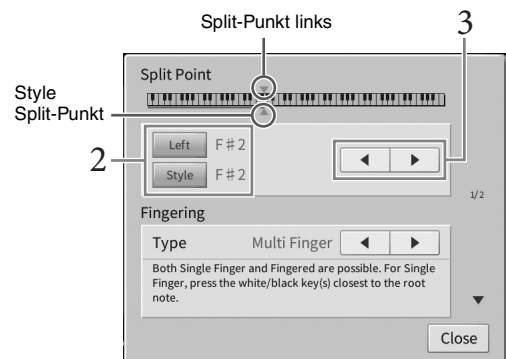 Split-Punkt links
3
Split Point
Style
Split-Punkt
2
Left F♯2
Style F♯2
1/2
Fingering
Type Multi Finger
Both Single Finger and Fingered are possible. For Single
Finger, press the white/black key(s) closest to the root
note.
Close